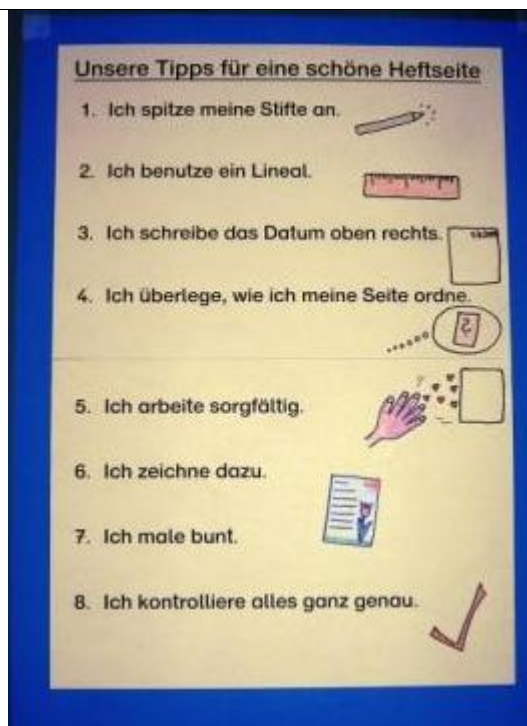 Unsere Tipps für eine schöne Heftseite
1. Ich spitze meine Stifte an.
2. Ich benutze ein Lineal.
3. Ich schreibe das Datum oben rechts.
4. Ich überlege, wie ich meine Seite ordne.
?
5. Ich arbeite sorgfältig.
6. Ich zeichne dazu.
7. Ich male bunt.
8. Ich kontrolliere alles ganz genau.